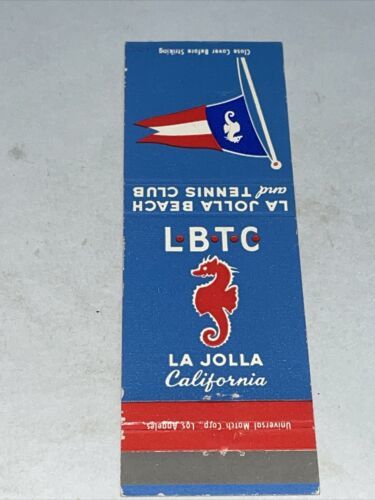 Close Cover Before Striking
LA JOLLA BEACH
and TENNIS CLUB
L·B·T·C
LA JOLLA
California
Universal Match Corp., Los Angeles